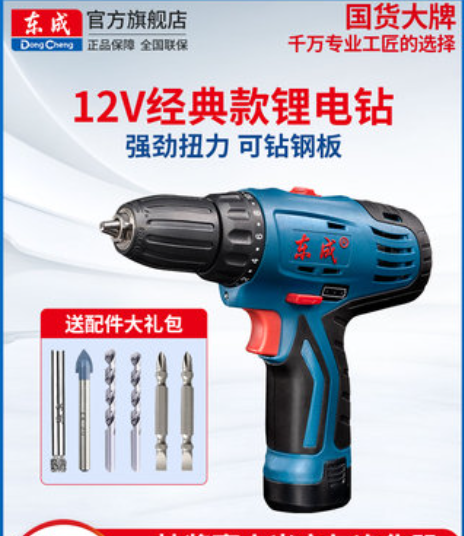 东成
DongCheng
官方旗舰店
正品保障 全国联保
国货大牌
千万专业工匠的选择
12V经典款锂电钻
强劲扭力 可钻钢板
东成®
送配件大礼包